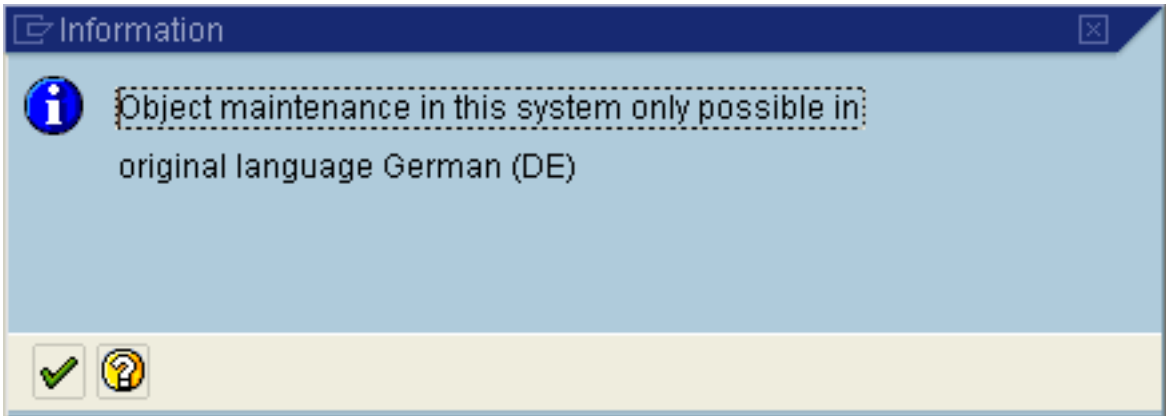 Information
Object maintenance in this system only possible in
original language German (DE)